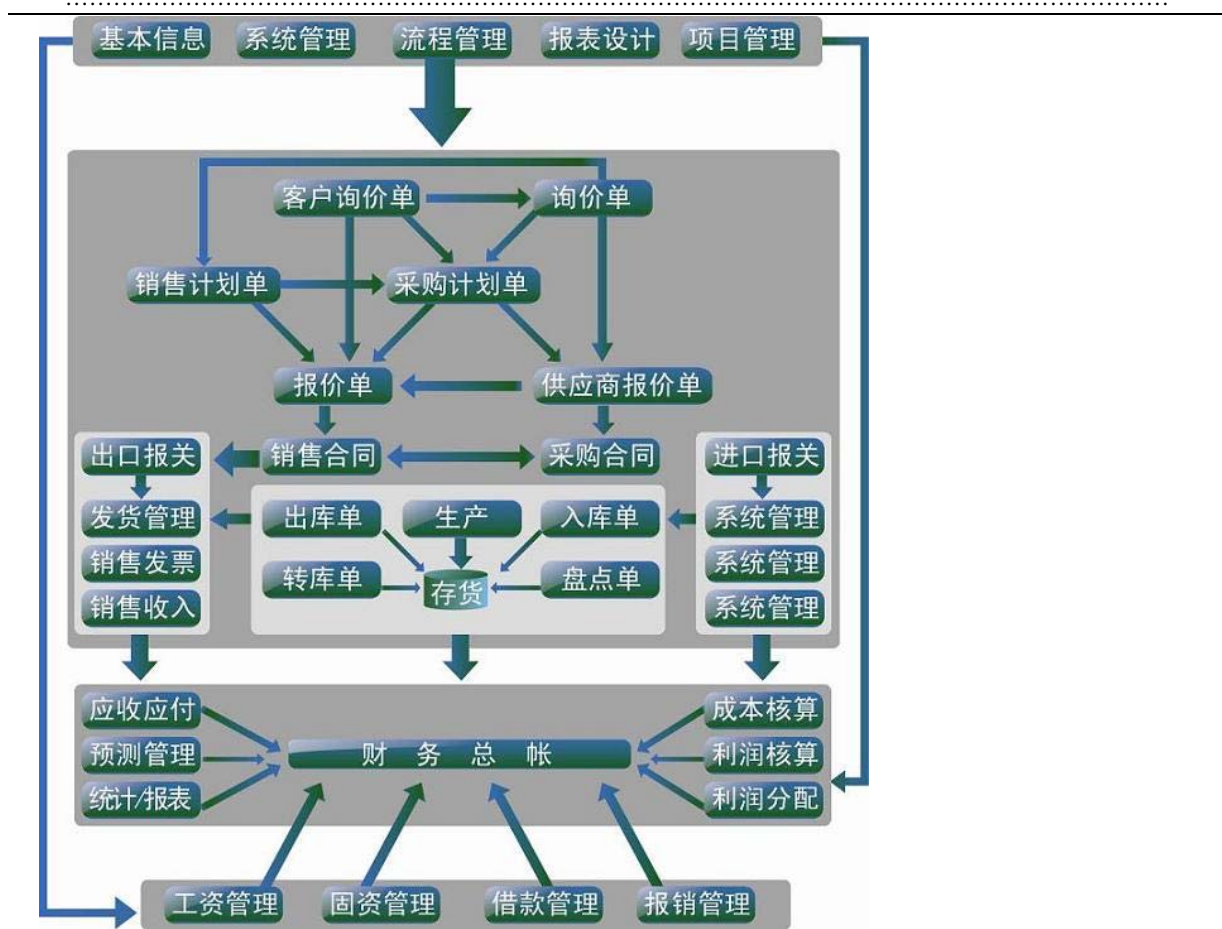 基本信息 系统管理 流程管理 报表设计 项目管理
客户询价单 询价单
销售计划单 采购计划单
报价单 供应商报价单
出口报关 销售合同 采购合同 进口报关
发货管理 出库单 生产 入库单 系统管理
销售发票 转库单 存货 盘点单 系统管理
销售收入 系统管理
应收应付 成本核算
预测管理 财务总帐 利润核算
统计/报表 利润分配
工资管理 固资管理 借款管理 报销管理